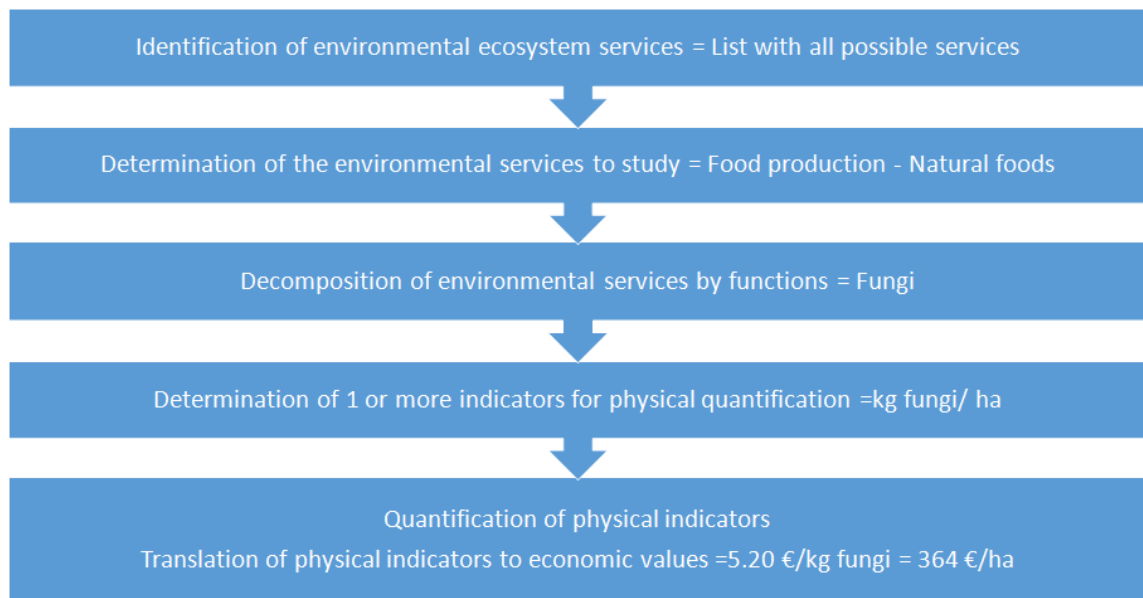 Identification of environmental ecosystem services = List with all possible services
Determination of the environmental services to study = Food production - Natural foods
Decomposition of environmental services by functions = Fungi
Determination of 1 or more indicators for physical quantification =kg fungi/ ha
Quantification of physical indicators
Translation of physical indicators to economic values =5.20 €/kg fungi = 364 €/ha